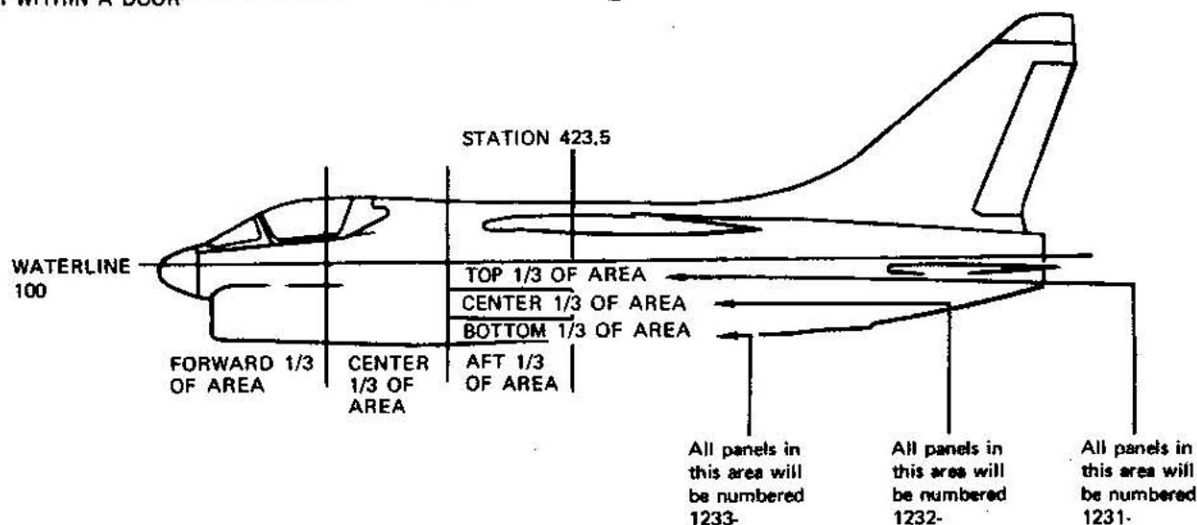 WITHIN A DOOR
STATION 423.5
WATERLINE
100
TOP 1/3 OF AREA
CENTER 1/3 OF AREA
BOTTOM 1/3 OF AREA
FORWARD 1/3
OF AREA
CENTER
1/3 OF
AREA
AFT 1/3
OF AREA
All panels in
this area will
be numbered
1233-
All panels in
this area will
be numbered
1232-
All panels in
this area will
be numbered
1231-